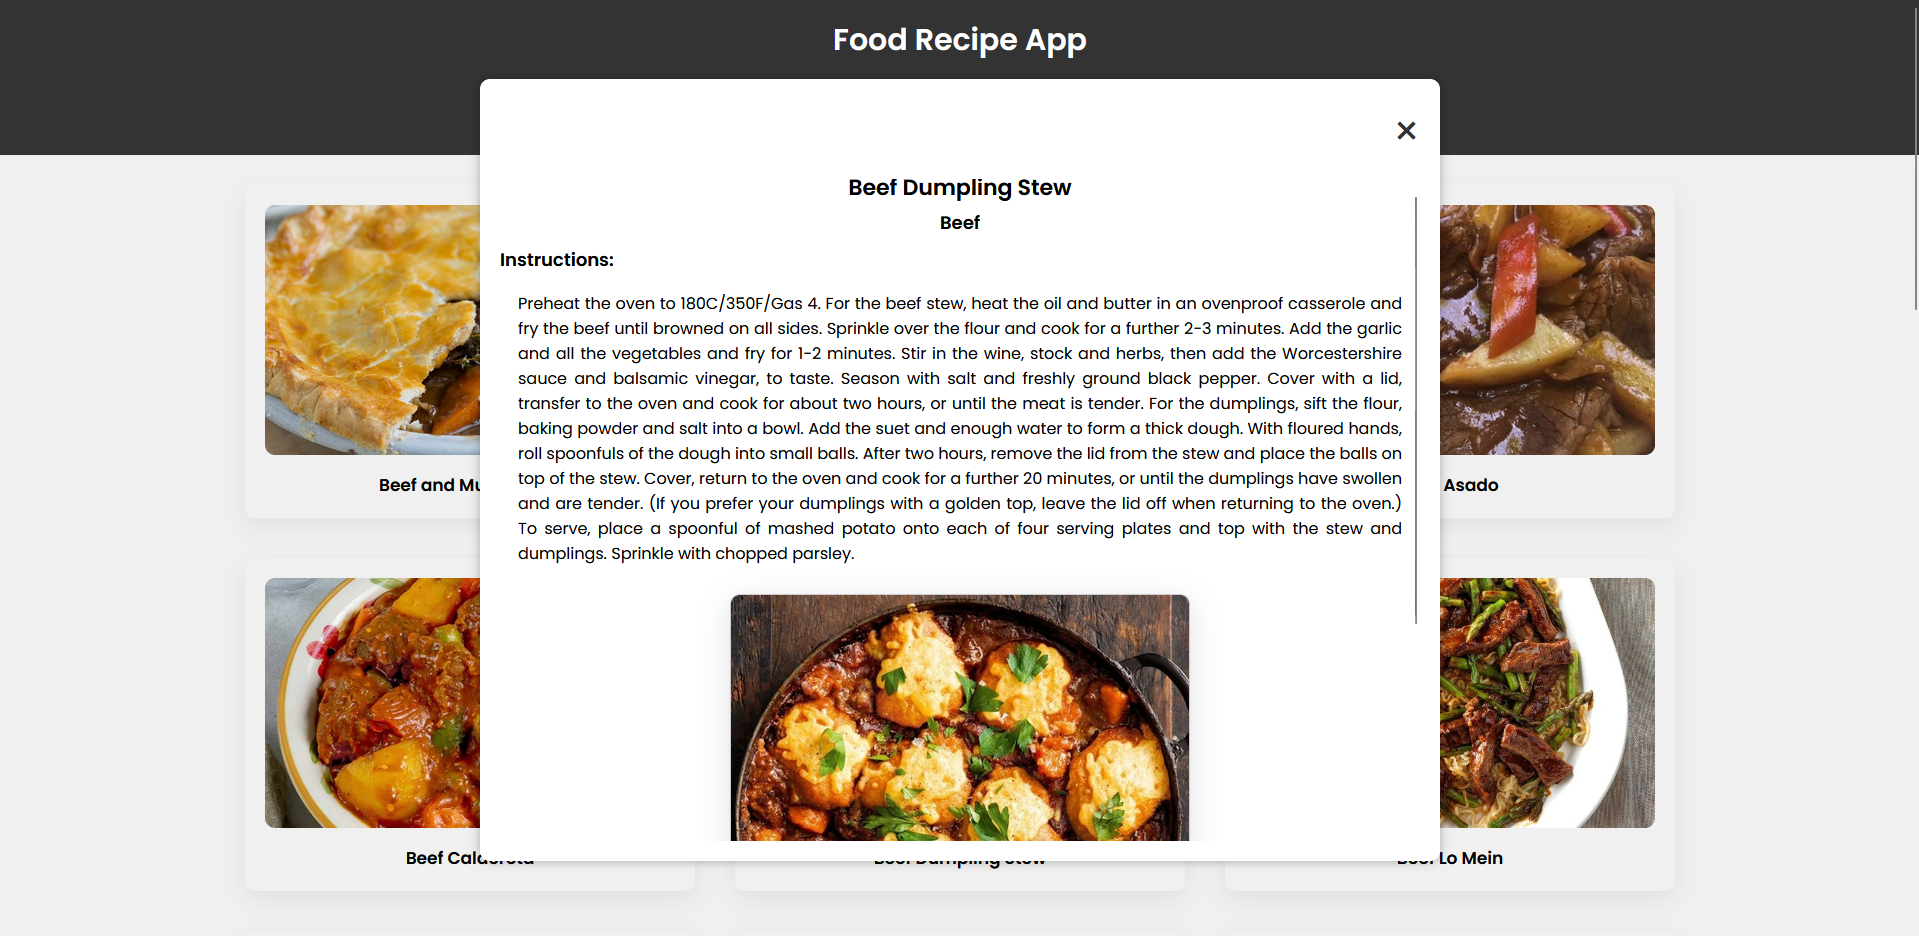 Food Recipe App
×
Beef Dumpling Stew
Beef
Instructions:
Preheat the oven to 180C/350F/Gas 4. For the beef stew, heat the oil and butter in an ovenproof casserole and
fry the beef until browned on all sides. Sprinkle over the flour and cook for a further 2-3 minutes. Add the garlic
and all the vegetables and fry for 1-2 minutes. Stir in the wine, stock and herbs, then add the Worcestershire
sauce and balsamic vinegar, to taste. Season with salt and freshly ground black pepper. Cover with a lid,
transfer to the oven and cook for about two hours, or until the meat is tender. For the dumplings, sift the flour,
baking powder and salt into a bowl. Add the suet and enough water to form a thick dough. With floured hands,
roll spoonfuls of the dough into small balls. After two hours, remove the lid from the stew and place the balls on
top of the stew. Cover, return to the oven and cook for a further 20 minutes, or until the dumplings have swollen
and are tender. (If you prefer your dumplings with a golden top, leave the lid off when returning to the oven.)
To serve, place a spoonful of mashed potato onto each of four serving plates and top with the stew and
dumplings. Sprinkle with chopped parsley.
Beef and
Asado
Beef Caldereta
Beef Dumpling Stew
Beef Lo Mein